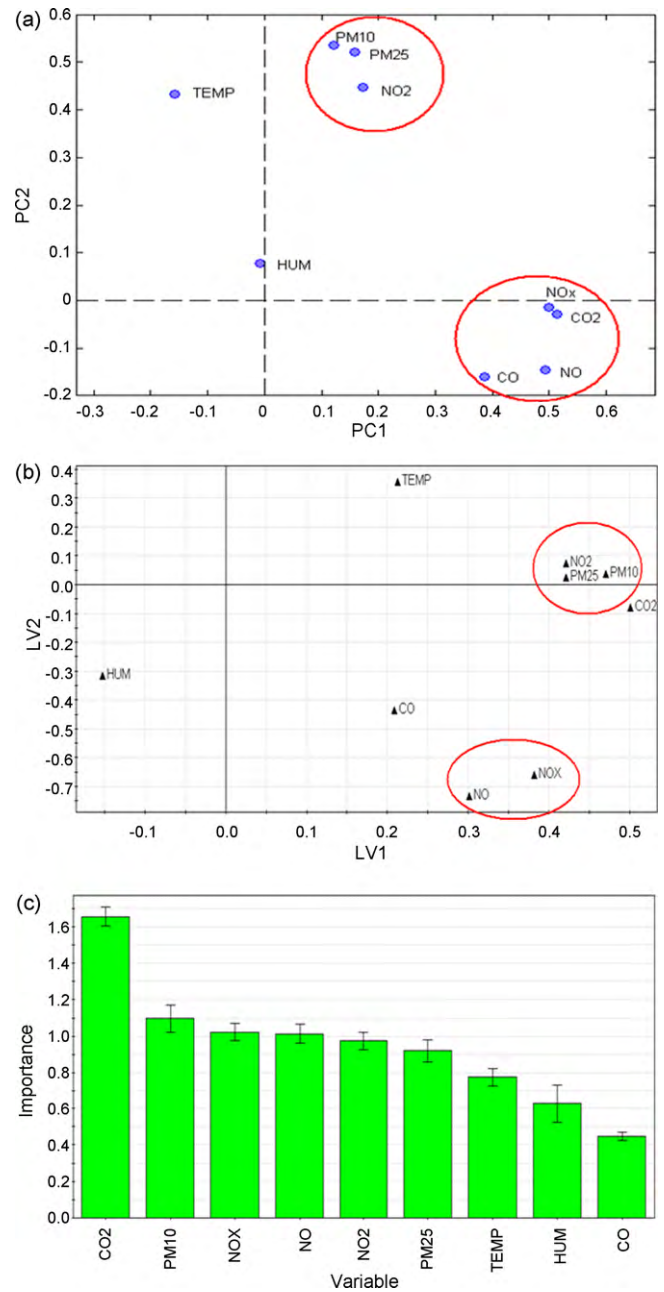 (a)
0.6
0.5
0.4
0.3
0.2
0.1
0
-0.1
-0.2
PC2
PM10
PM25
NO2
TEMP
HUM
NOx
CO2
CO
NO
-0.3 -0.2 -0.1 0 0.1 0.2 0.3 0.4 0.5 0.6
PC1
(b)
0.4
0.3
0.2
0.1
0.0
-0.1
-0.2
-0.3
-0.4
-0.5
-0.6
-0.7
LV2
TEMP
NO2
PM25
PM10
CO2
HUM
CO
NOX
NO
-0.1 0.0 0.1 0.2 0.3 0.4 0.5
LV1
(c)
1.6
1.4
1.2
1.0
0.8
0.6
0.4
0.2
0.0
Importance
CO2 PM10 NOX NO NO2 PM25 TEMP HUM CO
Variable